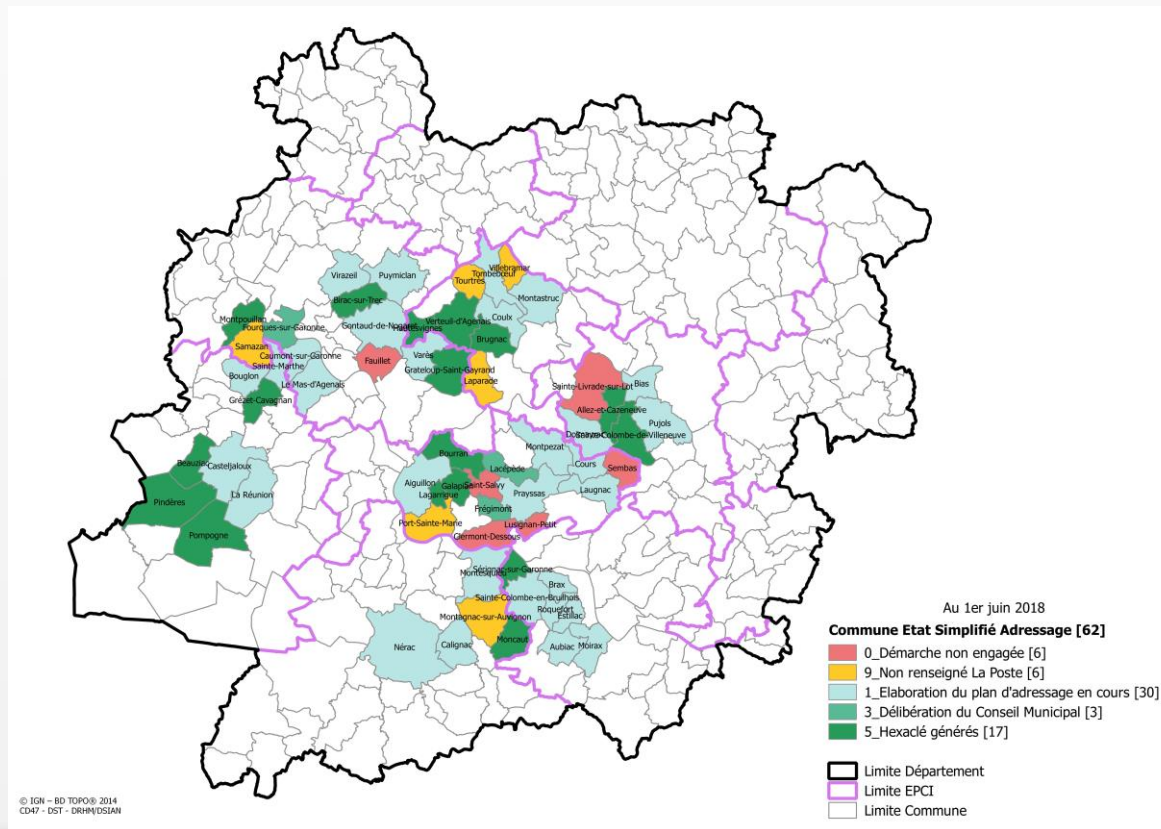 Villebramar
Tombebœuf
Virazeil
Puymiclan
Tourtrès
Montastruc
Birac-sur-Trec
Montpouillan
Fourques-sur-Garonne
Verteuil-d'Agenais
Coulx
Gontaud-de-Nogaret
Hautesvignes
Brugnac
Samazan
Caumont-sur-Garonne
Varès
Fauillet
Sainte-Marthe
Grateloup-Saint-Gayrand
Bouglon
Laparade
Le Mas-d'Agenais
Sainte-Livrade-sur-Lot
Bias
Grézet-Cavagnan
Allez-et-Cazeneuve
Pujols
Sainte-Colombe-de-Villeneuve
Montpezat
Bourran
Beauziac
Casteljaloux
Lacépède
Cours
Sembas
Aiguillon
Galapian
Saint-Salvy
Prayssas
Laugnac
La Réunion
Lagarrigue
Pindères
Frégimont
Port-Sainte-Marie
Lusignan-Petit
Pompogne
Clermont-Dessous
Sérignac-sur-Garonne
Montesquieu
Brax
Sainte-Colombe-en-Bruilhois
Roquefort
Estillac
Montagnac-sur-Auvignon
Moncaut
Nérac
Calignac
Aubiac
Moirax
Au 1er juin 2018
Commune Etat Simplifié Adressage [62]
0_Démarche non engagée [6]
9_Non renseigné La Poste [6]
1_Elaboration du plan d'adressage en cours [30]
3_Délibération du Conseil Municipal [3]
5_Hexaclé générés [17]
Limite Département
Limite EPCI
Limite Commune
© IGN – BD TOPO® 2014
CD47 - DST - DRHM/DSIAN